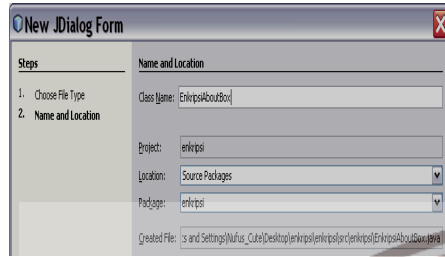 New JDialog Form
Steps
1. Choose File Type
2. Name and Location
Name and Location
Class Name: EnkripsiAboutBox
Project: enkripsi
Location: Source Packages
Package: enkripsi
Created File: :s and Settings\Nufus_Cute\Desktop\enkripsi\enkripsi\src\enkripsi\EnkripsiAboutBox.java